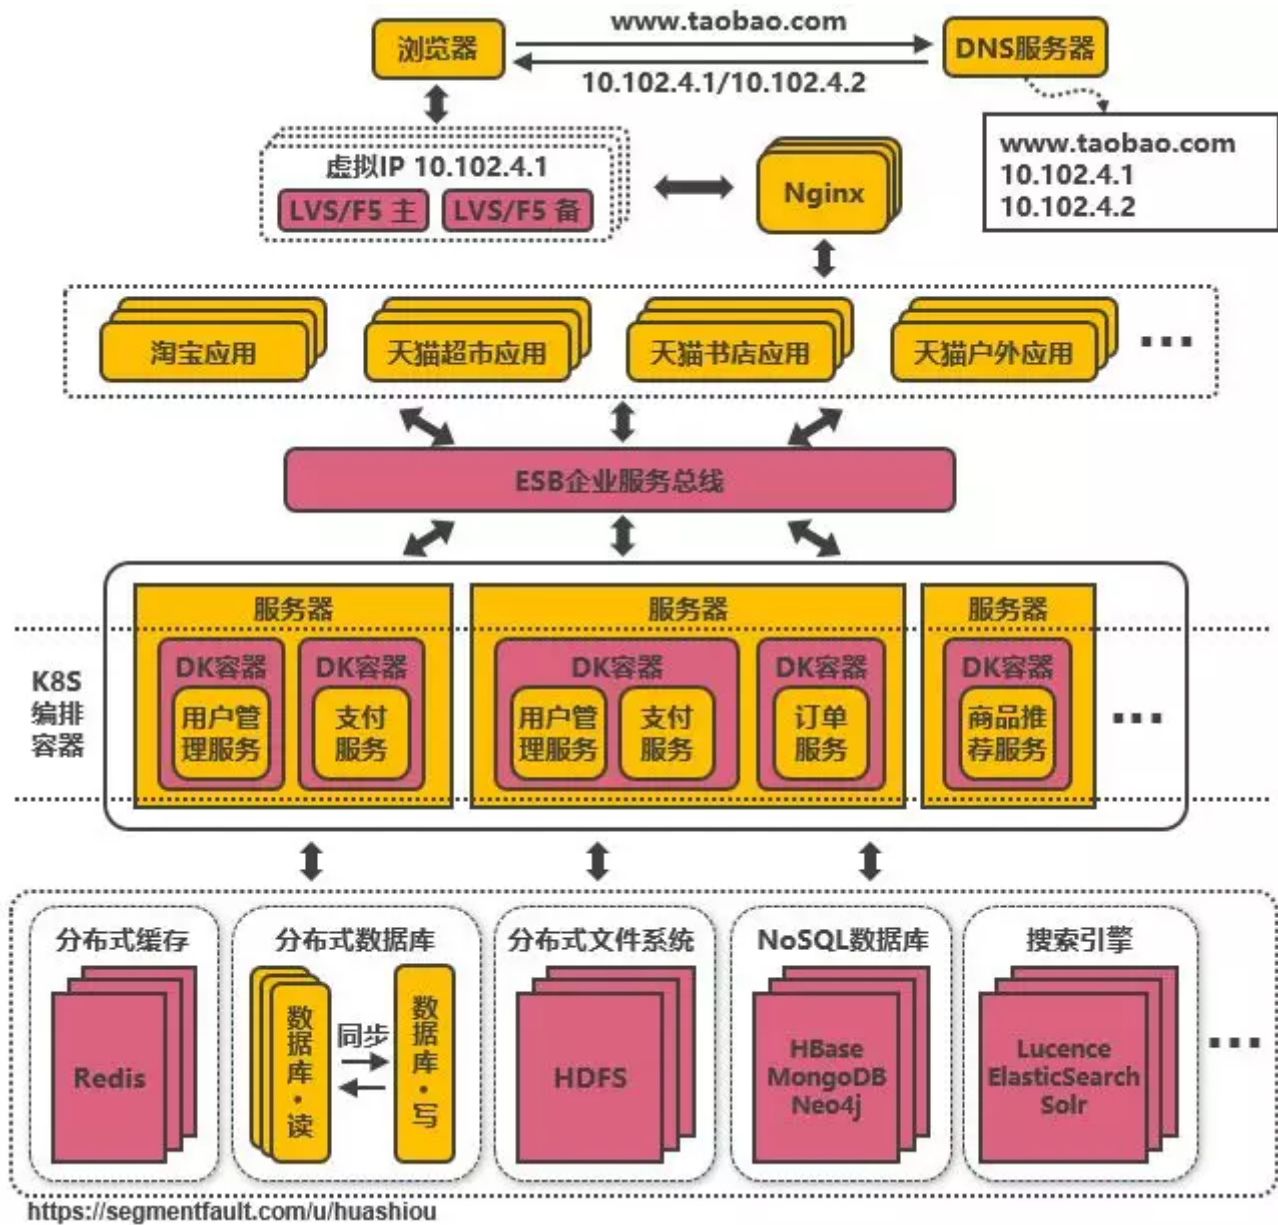 www.taobao.com
浏览器
DNS服务器
10.102.4.1/10.102.4.2
www.taobao.com
10.102.4.1
10.102.4.2
虚拟IP 10.102.4.1
LVS/F5 主
LVS/F5 备
Nginx
淘宝应用
天猫超市应用
天猫书店应用
天猫户外应用
...
ESB企业服务总线
服务器
服务器
服务器
K8S
编排
容器
DK容器
用户管
理服务
DK容器
支付
服务
DK容器
用户管
理服务
支付
服务
DK容器
订单
服务
DK容器
商品推
荐服务
...
分布式缓存
Redis
分布式数据库
数据库·读
同步
数据库·写
分布式文件系统
HDFS
NoSQL数据库
HBase
MongoDB
Neo4j
搜索引擎
Lucence
ElasticSearch
Solr
...
https://segmentfault.com/u/huashiou